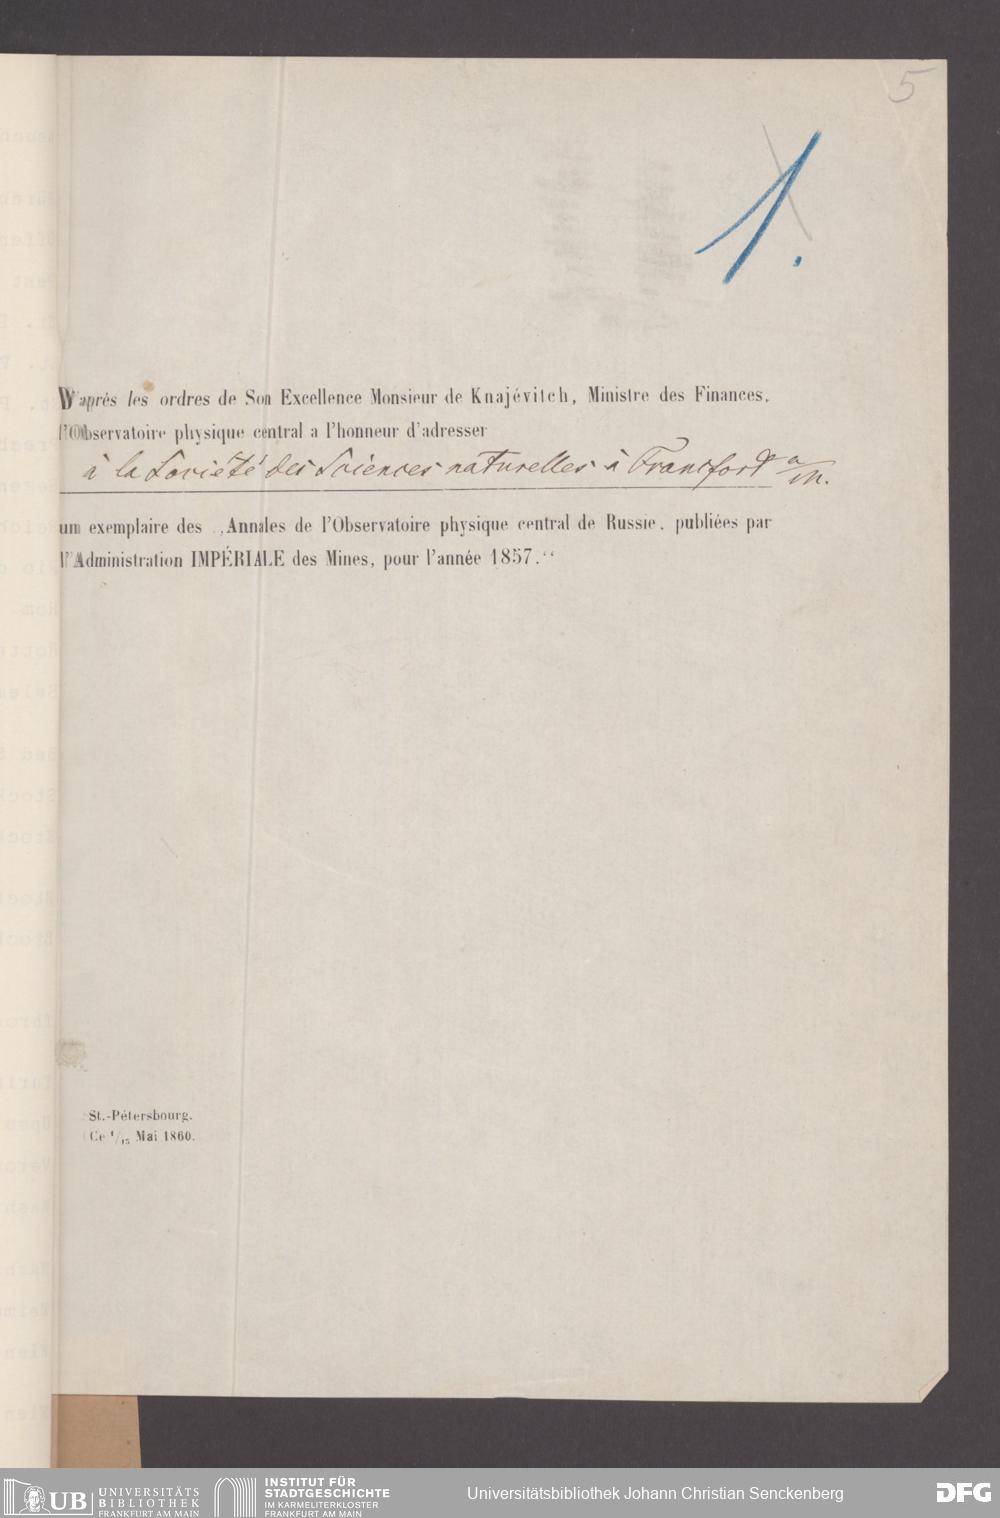 5
1.
D'après les ordres de Son Excellence Monsieur de Knajévitch, Ministre des Finances,
l'Observatoire physique central a l'honneur d'adresser
à la Société des Sciences naturelles à Francfort a/m.
um exemplaire des „Annales de l'Observatoire physique central de Russie, publiées par
l'Administration IMPÉRIALE des Mines, pour l'année 1857.“
St.-Pétersbourg.
Ce /15 Mai 1860.
UB UNIVERSITÄTS BIBLIOTHEK FRANKFURT AM MAIN
INSTITUT FÜR STADTGESCHICHTE IM KARMELITERKLOSTER FRANKFURT AM MAIN
Universitätsbibliothek Johann Christian Senckenberg
DFG